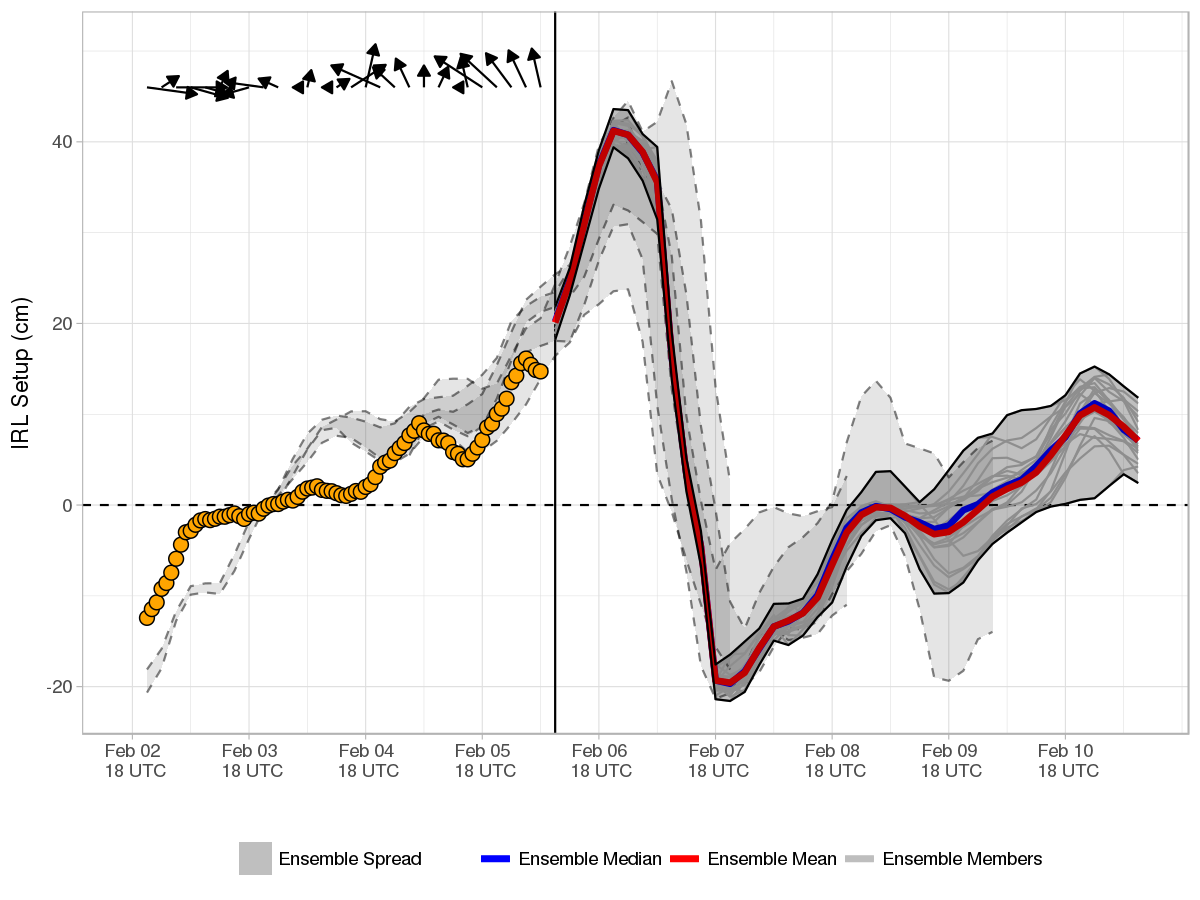 IRL Setup (cm)
40
20
0
-20
Feb 02 18 UTC
Feb 03 18 UTC
Feb 04 18 UTC
Feb 05 18 UTC
Feb 06 18 UTC
Feb 07 18 UTC
Feb 08 18 UTC
Feb 09 18 UTC
Feb 10 18 UTC
Ensemble Spread
Ensemble Median
Ensemble Mean
Ensemble Members